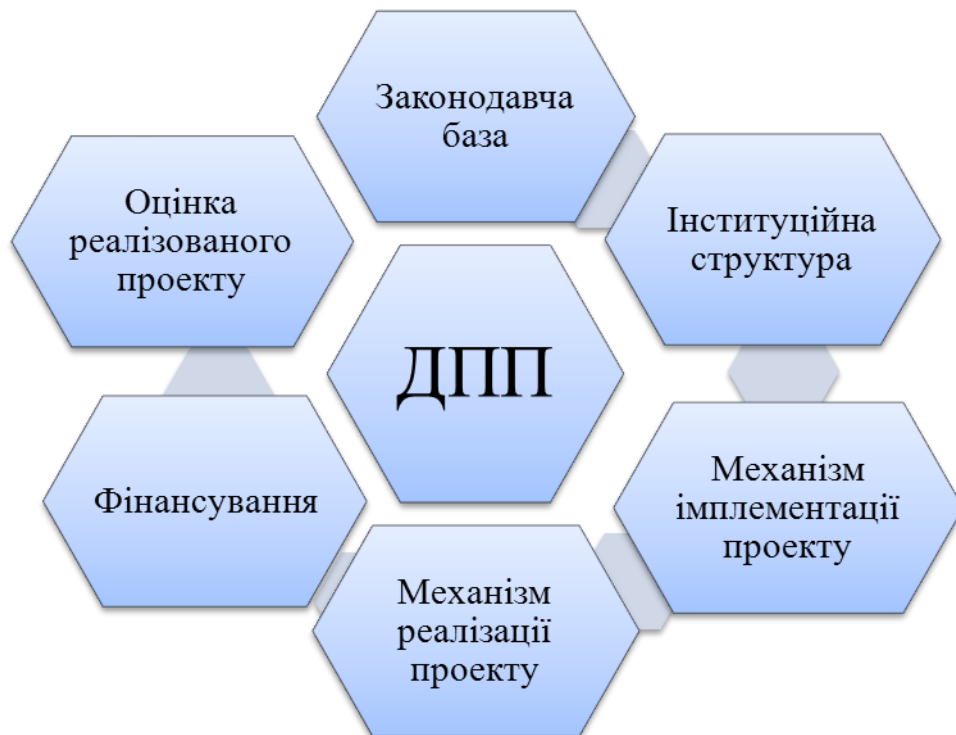 Законодавча
база
Інституційна
структура
Механізм
імплементації
проекту
Механізм
реалізації
проекту
Фінансування
Оцінка
реалізованого
проекту
ДПП